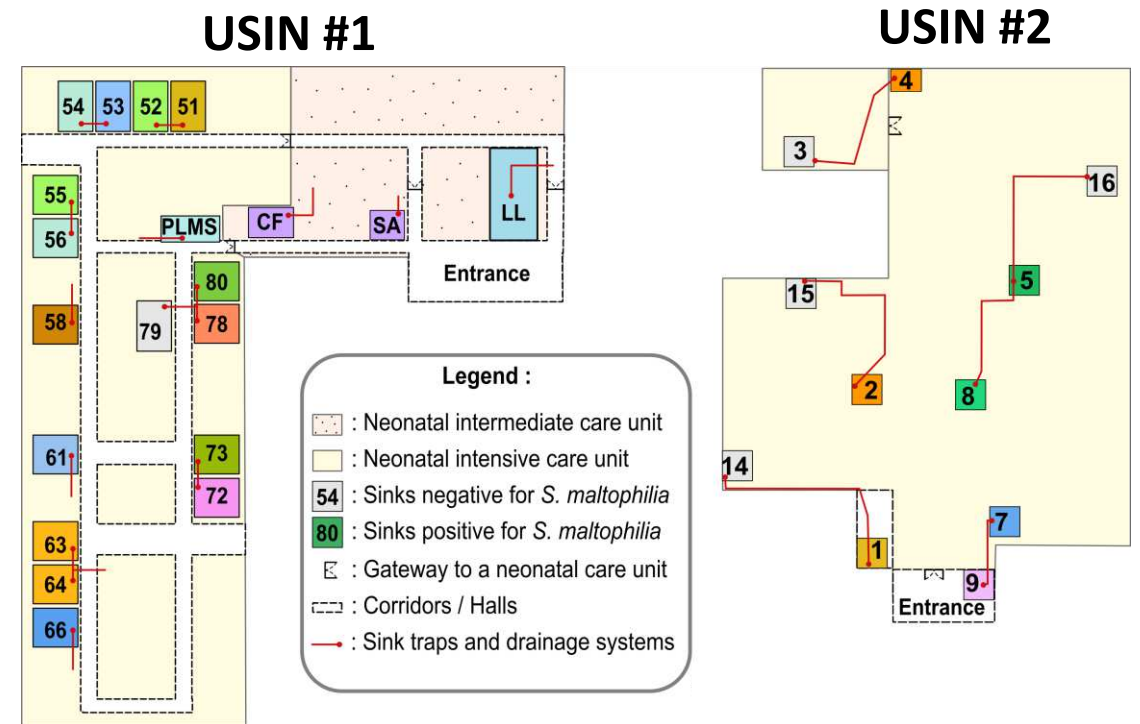 USIN #1
USIN #2
54 53 52 51
55
56
58
61
63
64
66
PLMS
CF
SA
LL
Entrance
80
79
78
73
72
4
3
16
15
5
2
8
14
7
1
9
Entrance
Legend :
: Neonatal intermediate care unit
: Neonatal intensive care unit
54 : Sinks negative for S. maltophilia
80 : Sinks positive for S. maltophilia
: Gateway to a neonatal care unit
: Corridors / Halls
: Sink traps and drainage systems